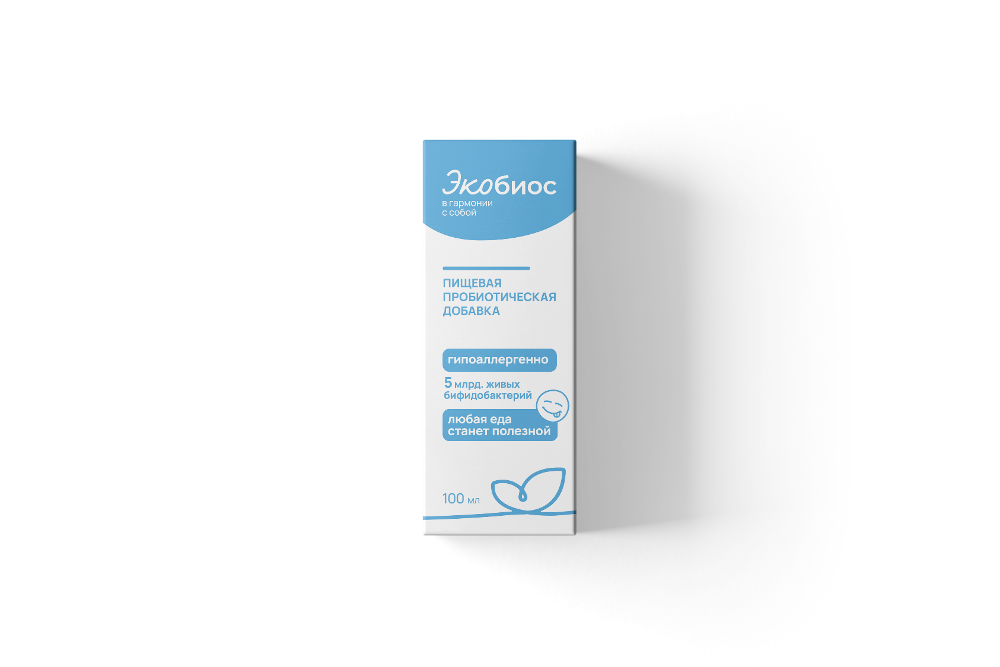 Экобиос
в гармонии
с собой
ПИЩЕВАЯ
ПРОБИОТИЧЕСКАЯ
ДОБАВКА
гипоаллергенно
5 млрд. живых
бифидобактерий
любая еда
станет полезной
100 мл